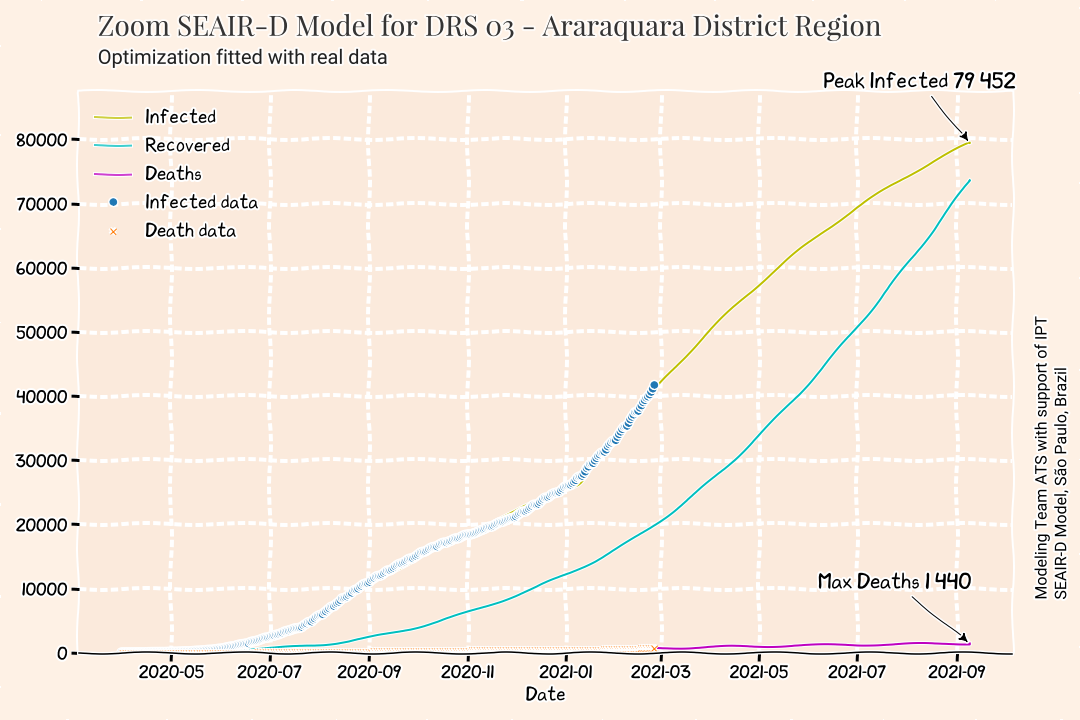 Zoom SEAIR-D Model for DRS 03 - Araraquara District Region
Optimization fitted with real data
Peak Infected 79 452
Infected
Recovered
Deaths
Infected data
Death data
80000
70000
60000
50000
40000
30000
20000
10000
0
Max Deaths 1 440
2020-05
2020-07
2020-09
2020-11
2021-01
2021-03
2021-05
2021-07
2021-09
Date
Modeling Team ATS with support of IPT
SEAIR-D Model, São Paulo, Brazil